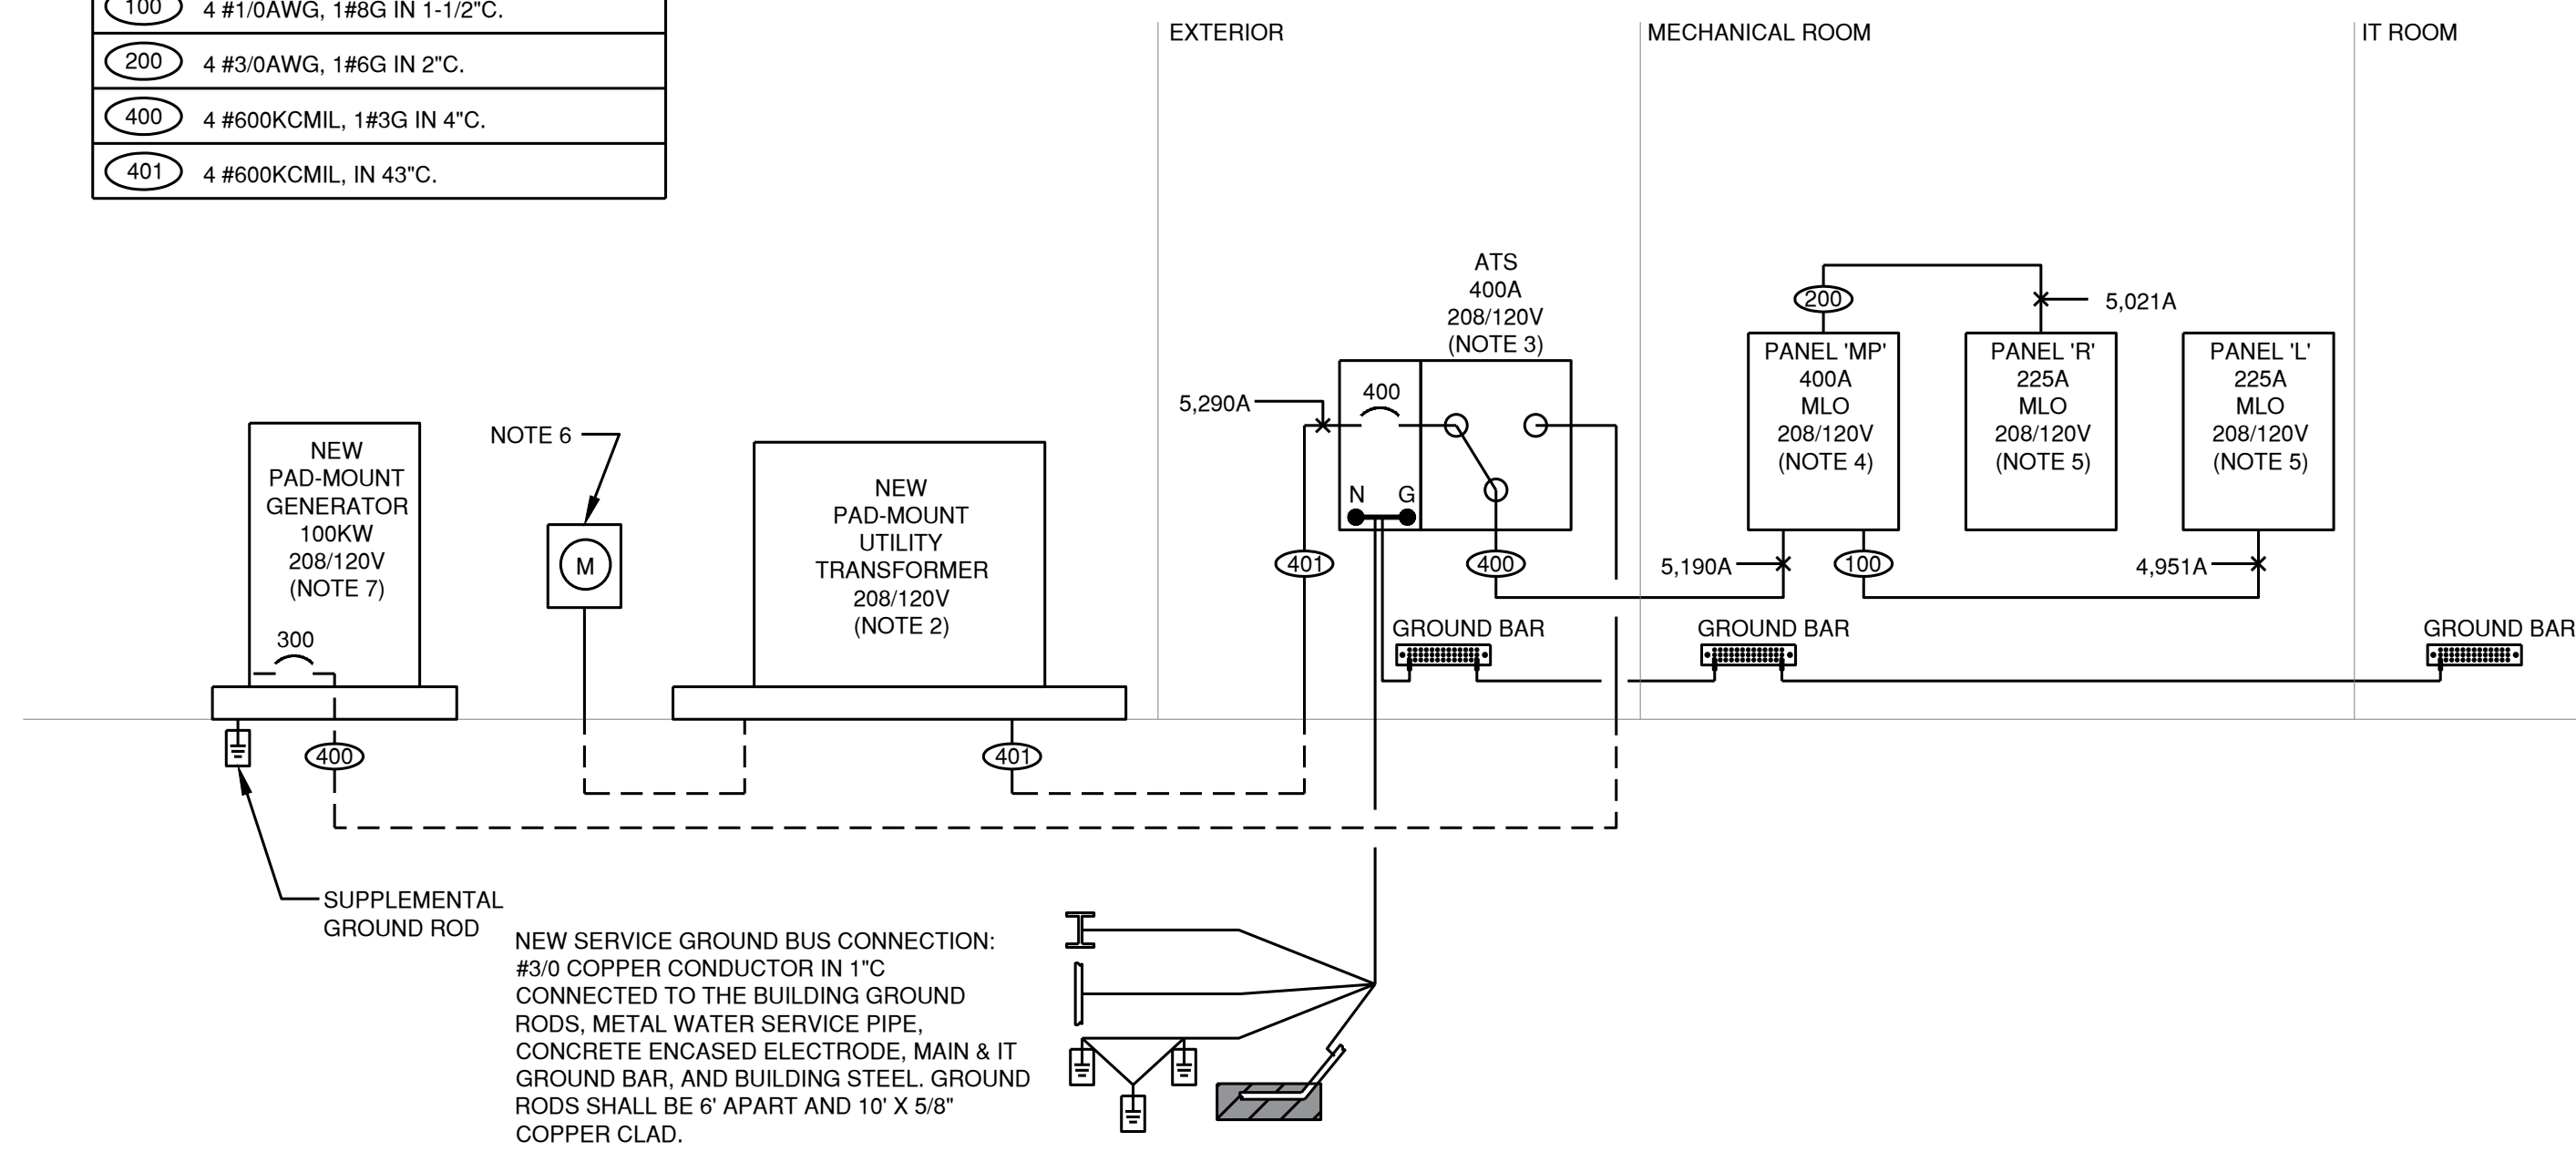 100 4 #1/0AWG, 1#8G IN 1-1/2"C.
200 4 #3/0AWG, 1#6G IN 2"C.
400 4 #600KCMIL, 1#3G IN 4"C.
401 4 #600KCMIL, IN 43"C.
EXTERIOR
MECHANICAL ROOM
IT ROOM
NEW
PAD-MOUNT
GENERATOR
100KW
208/120V
(NOTE 7)
300
400
SUPPLEMENTAL
GROUND ROD
NOTE 6
M
NEW
PAD-MOUNT
UTILITY
TRANSFORMER
208/120V
(NOTE 2)
401
ATS
400A
208/120V
(NOTE 3)
5,290A
400
N G
401
400
GROUND BAR
200
5,021A
PANEL 'MP'
400A
MLO
208/120V
(NOTE 4)
PANEL 'R'
225A
MLO
208/120V
(NOTE 5)
PANEL 'L'
225A
MLO
208/120V
(NOTE 5)
5,190A
100
4,951A
GROUND BAR
GROUND BAR
NEW SERVICE GROUND BUS CONNECTION:
#3/0 COPPER CONDUCTOR IN 1"C
CONNECTED TO THE BUILDING GROUND
RODS, METAL WATER SERVICE PIPE,
CONCRETE ENCASED ELECTRODE, MAIN & IT
GROUND BAR, AND BUILDING STEEL. GROUND
RODS SHALL BE 6' APART AND 10' X 5/8"
COPPER CLAD.